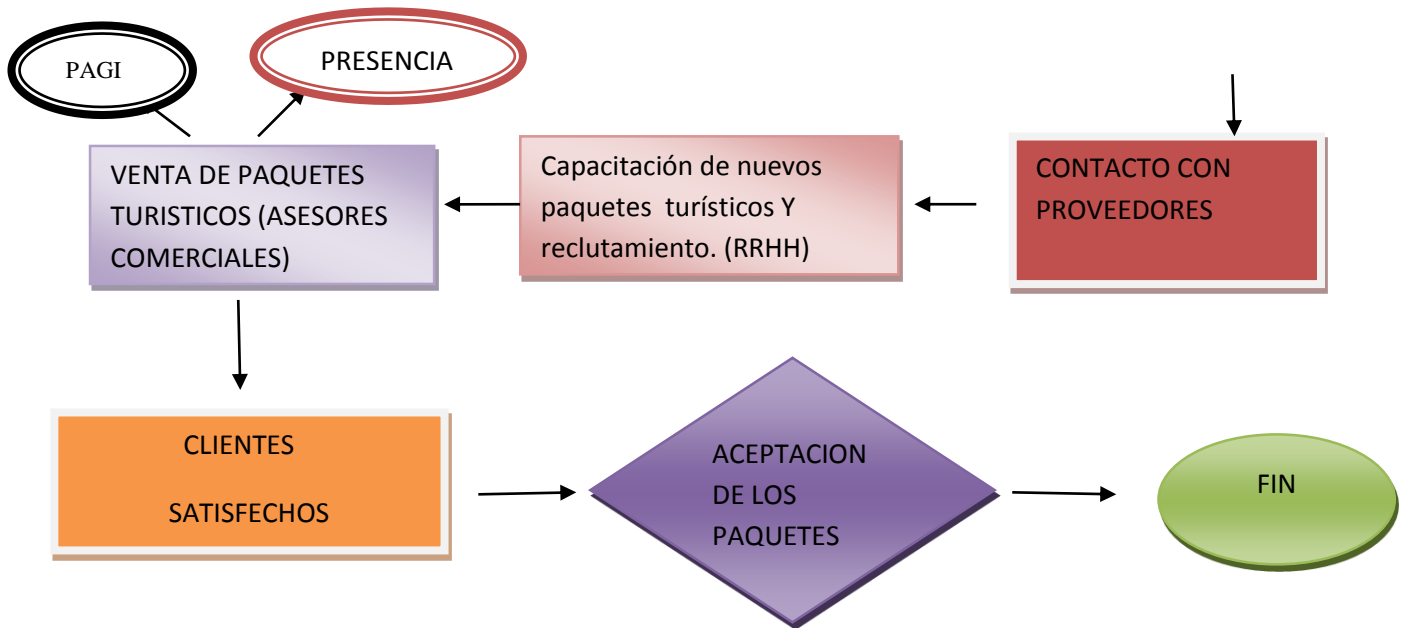 PAGI
PRESENCIA
VENTA DE PAQUETES
TURISTICOS (ASESORES
COMERCIALES)
Capacitación de nuevos
paquetes turísticos Y
reclutamiento. (RRHH)
CONTACTO CON
PROVEEDORES
CLIENTES
SATISFECHOS
ACEPTACION
DE LOS
PAQUETES
FIN